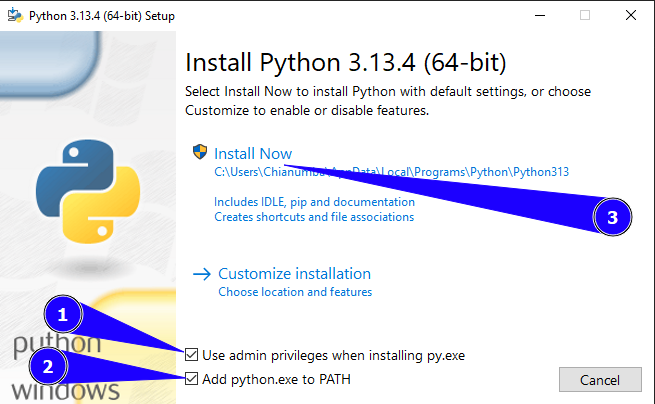 Python 3.13.4 (64-bit) Setup
Install Python 3.13.4 (64-bit)
Select Install Now to install Python with default settings, or choose
Customize to enable or disable features.
Install Now
C:\Users\Chianumba\AppData\Local\Programs\Python\Python313
Includes IDLE, pip and documentation
Creates shortcuts and file associations
3
Customize installation
Choose location and features
1
Use admin privileges when installing py.exe
2
Add python.exe to PATH
python
windows
Cancel